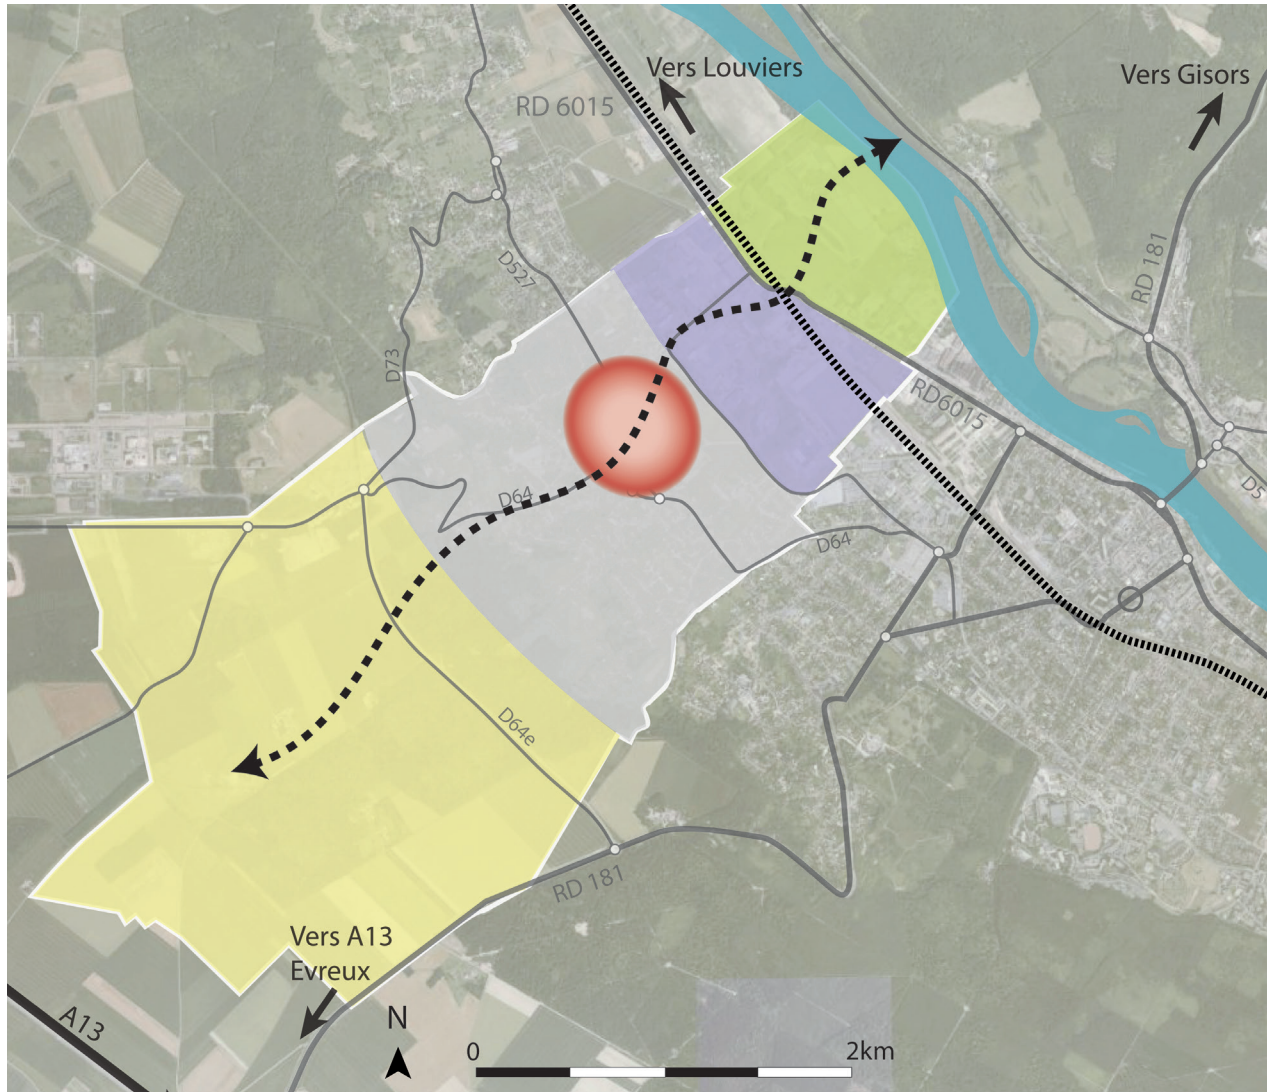 Vers Louviers
Vers Gisors
RD 6015
RD 181
D527
D73
RD6015
D5
D64
D64
D64e
RD 181
Vers A13
Evreux
A13
N
0
2km